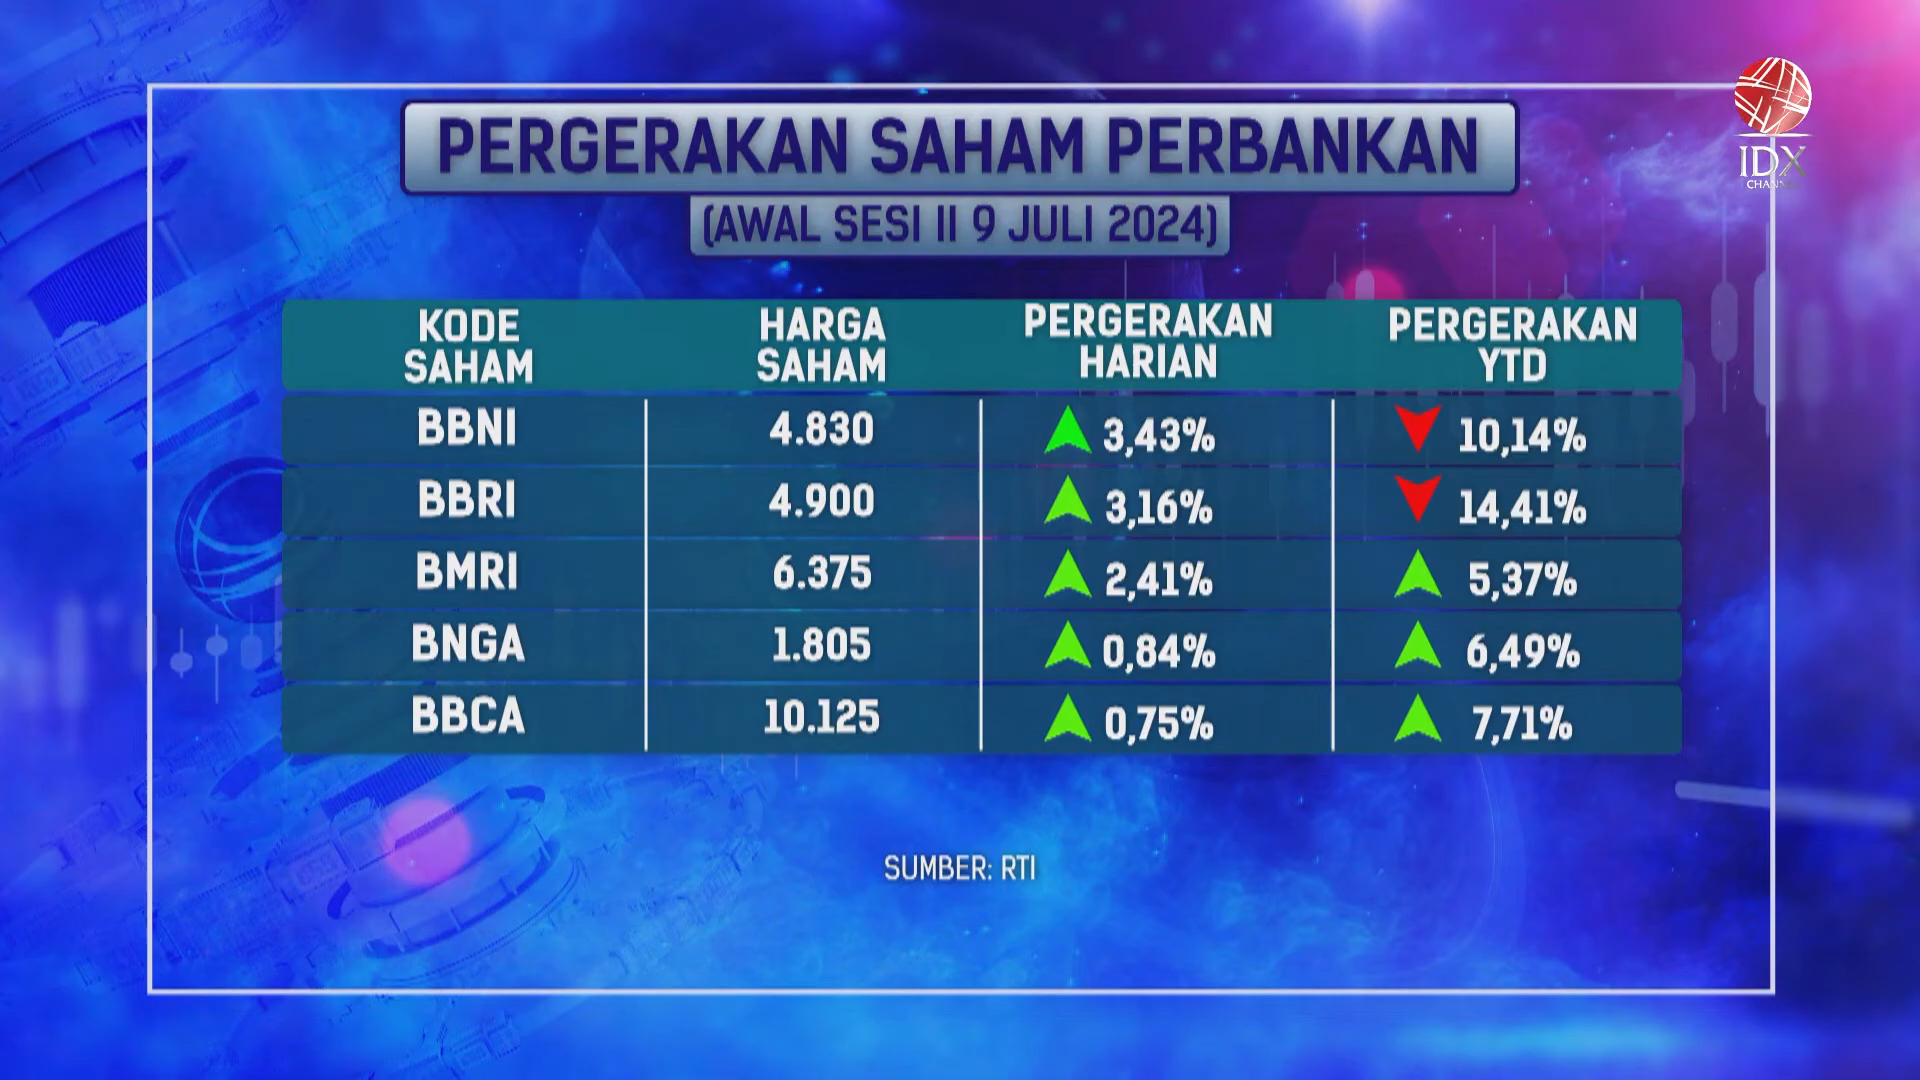 PERGERAKAN SAHAM PERBANKAN
(AWAL SESI II 9 JULI 2024)
IDX
CHANNEL
KODE SAHAM HARGA SAHAM PERGERAKAN HARIAN PERGERAKAN YTD
BBNI 4.830 3,43% 10,14%
BBRI 4.900 3,16% 14,41%
BMRI 6.375 2,41% 5,37%
BNGA 1.805 0,84% 6,49%
BBCA 10.125 0,75% 7,71%
SUMBER: RTI